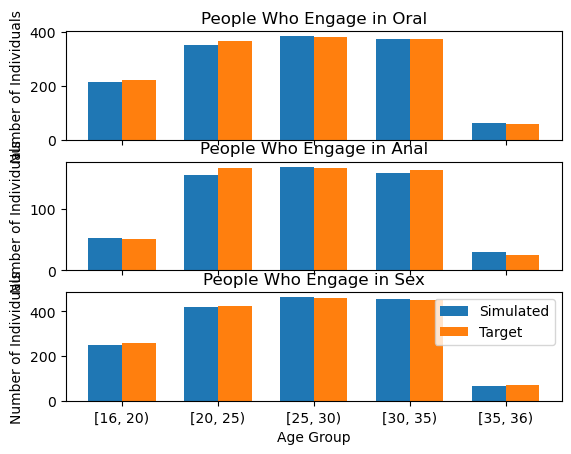 People Who Engage in Oral
Number of Individuals
400
200
0
People Who Engage in Anal
Number of Individuals
100
0
People Who Engage in Sex
Number of Individuals
400
200
0
Simulated
Target
[16, 20)
[20, 25)
[25, 30)
[30, 35)
[35, 36)
Age Group